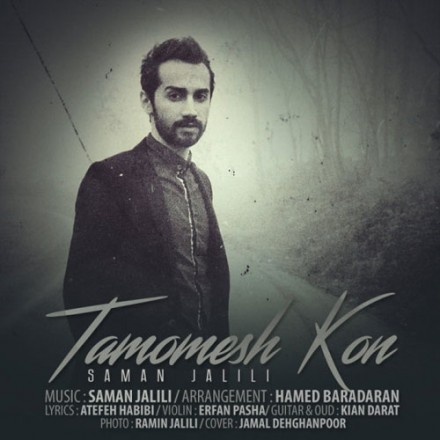 Tamomesh Kon
SAMAN JALILI
MUSIC : SAMAN JALILI / ARRANGEMENT : HAMED BARADARAN
LYRICS : ATEFEH HABIBI / VIOLIN : ERFAN PASHA / GUITAR & OUD : KIAN DARAT
PHOTO : RAMIN JALILI / COVER : JAMAL DEHGHANPOOR